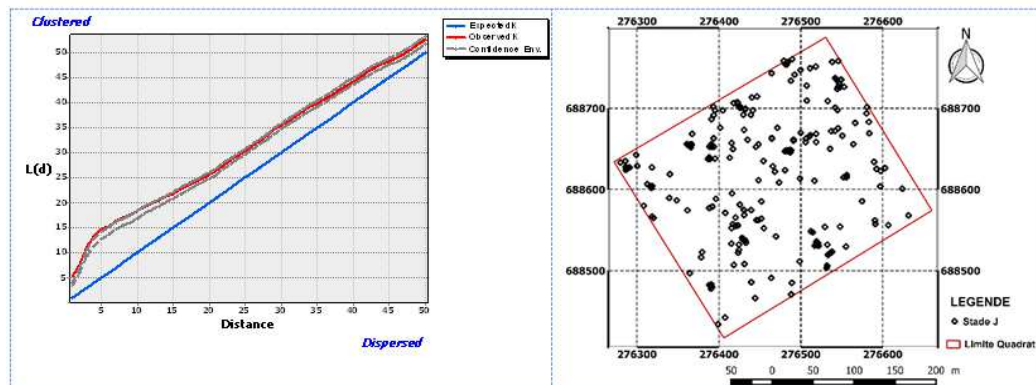 Clustered
Expected K
Observed K
Confidence Env.
50
45
40
35
30
25
20
15
10
5
L(d)
5 10 15 20 25 30 35 40 45 50
Distance
Dispersed
276300 276400 276500 276600
N
688700 688700
688600 688600
688500 688500
LEGENDE
Stade J
Limite Quadrat
276300 276400 276500 276600
50 0 50 100 150 200 m